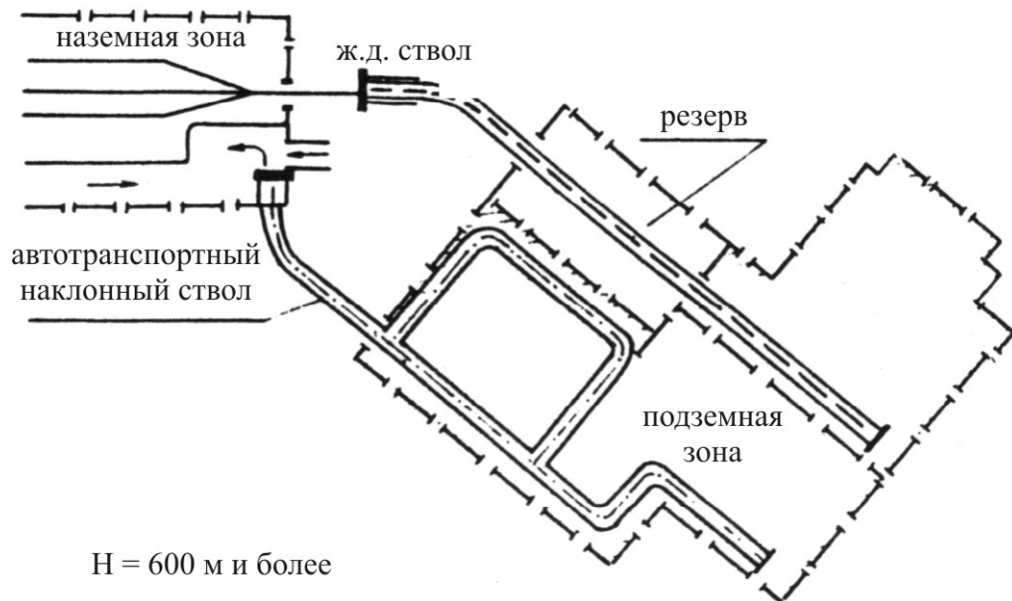 наземная зона
ж.д. ствол
резерв
автотранспортный
наклонный ствол
подземная
зона
Н = 600 м и более